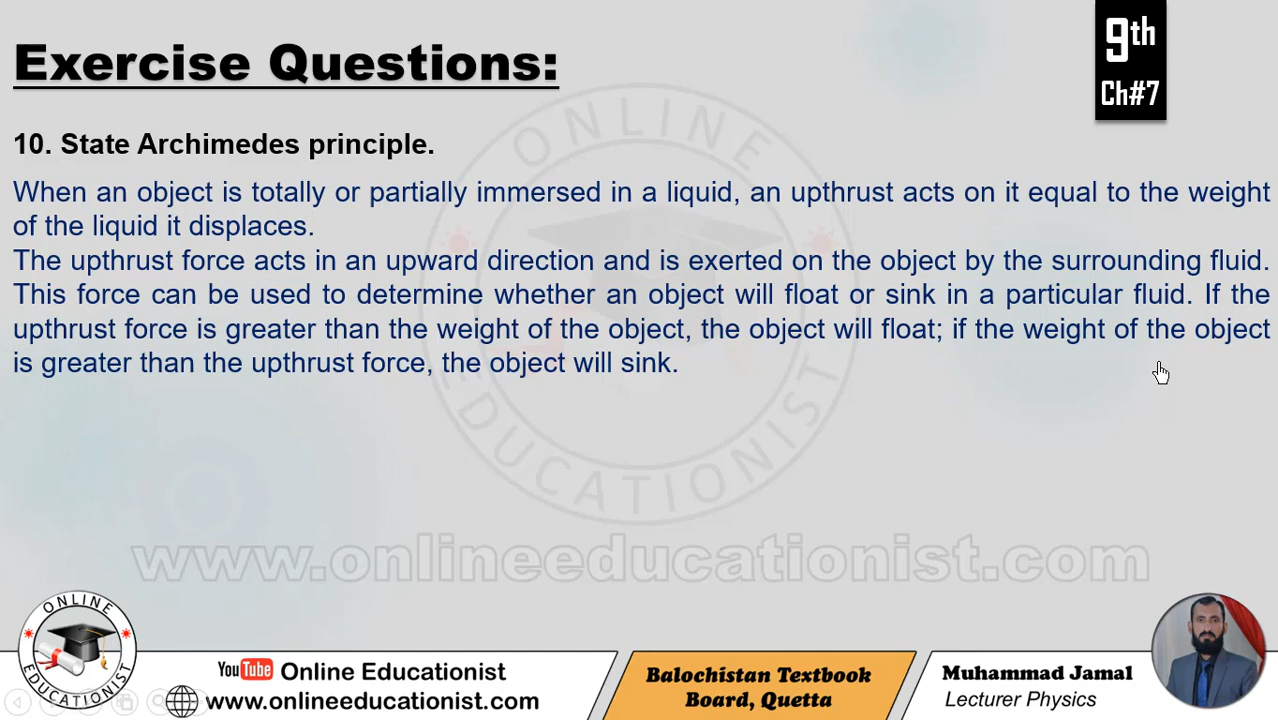 Exercise Questions:
9th
Ch#7
10. State Archimedes principle.
When an object is totally or partially immersed in a liquid, an upthrust acts on it equal to the weight
of the liquid it displaces.
The upthrust force acts in an upward direction and is exerted on the object by the surrounding fluid.
This force can be used to determine whether an object will float or sink in a particular fluid. If the
upthrust force is greater than the weight of the object, the object will float; if the weight of the object
is greater than the upthrust force, the object will sink.
ONLINE
EDUCATIONIST
www.onlineeducationist.com
ONLINE
EDUCATIONIST
YouTube Online Educationist
www.onlineeducationist.com
Balochistan Textbook
Board, Quetta
Muhammad Jamal
Lecturer Physics